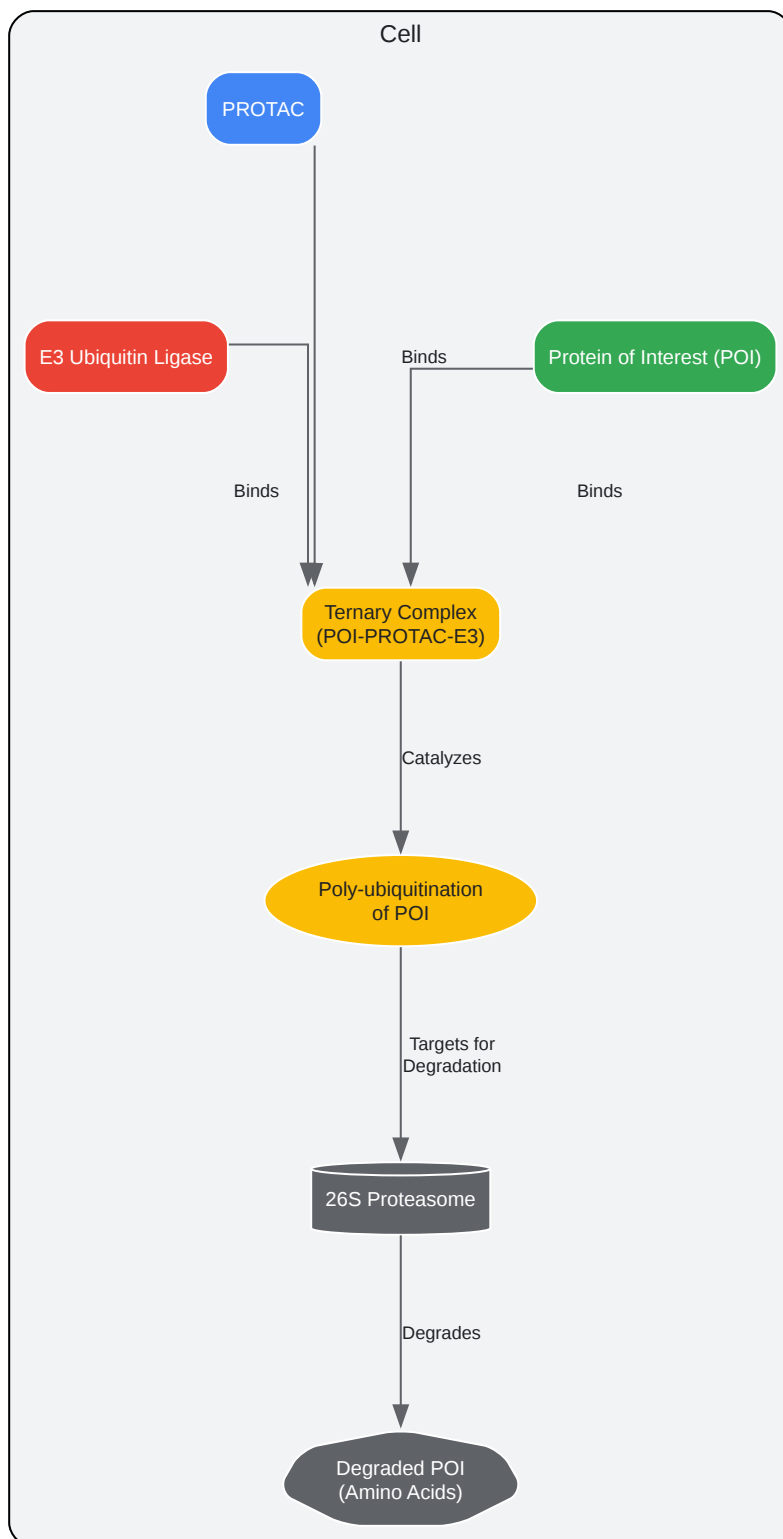 Cell
PROTAC
E3 Ubiquitin Ligase
Binds
Protein of Interest (POI)
Binds
Binds
Ternary Complex
(POI-PROTAC-E3)
Catalyzes
Poly-ubiquitination
of POI
Targets for
Degradation
26S Proteasome
Degrades
Degraded POI
(Amino Acids)